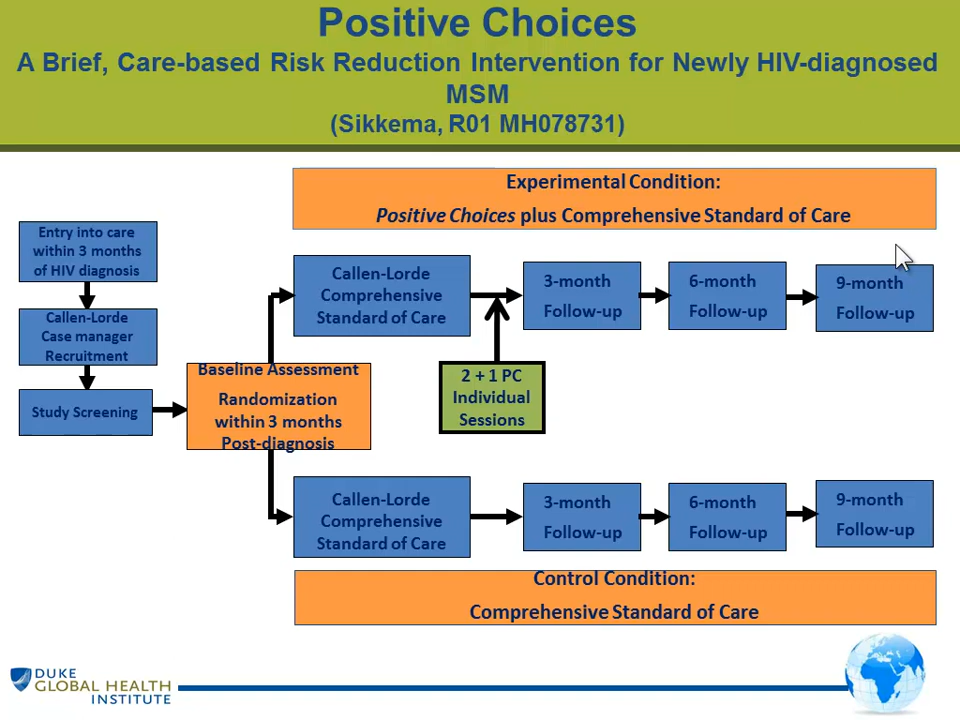 Positive Choices
A Brief, Care-based Risk Reduction Intervention for Newly HIV-diagnosed
MSM
(Sikkema, R01 MH078731)
Experimental Condition:
Positive Choices plus Comprehensive Standard of Care
Entry into care
within 3 months
of HIV diagnosis
Callen-Lorde
Case manager
Recruitment
Study Screening
Baseline Assessment
Randomization
within 3 months
Post-diagnosis
Callen-Lorde
Comprehensive
Standard of Care
3-month
Follow-up
6-month
Follow-up
9-month
Follow-up
2 + 1 PC
Individual
Sessions
Callen-Lorde
Comprehensive
Standard of Care
3-month
Follow-up
6-month
Follow-up
9-month
Follow-up
Control Condition:
Comprehensive Standard of Care
DUKE
GLOBAL HEALTH
INSTITUTE